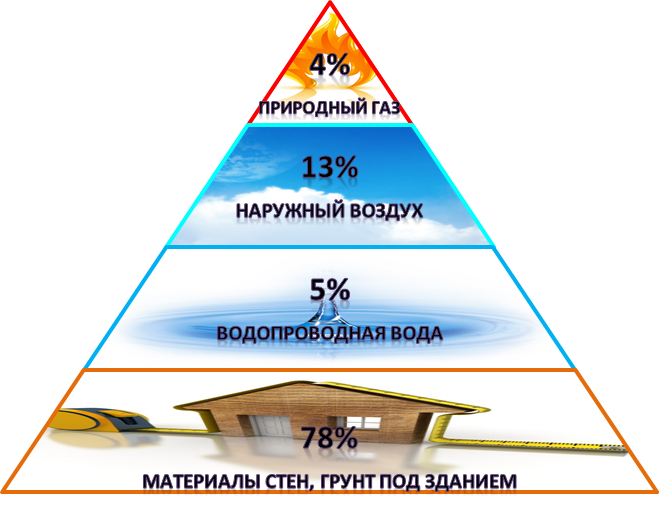 4%
ПРИРОДНЫЙ ГАЗ
13%
НАРУЖНЫЙ ВОЗДУХ
5%
ВОДОПРОВОДНАЯ ВОДА
78%
МАТЕРИАЛЫ СТЕН, ГРУНТ ПОД ЗДАНИЕМ